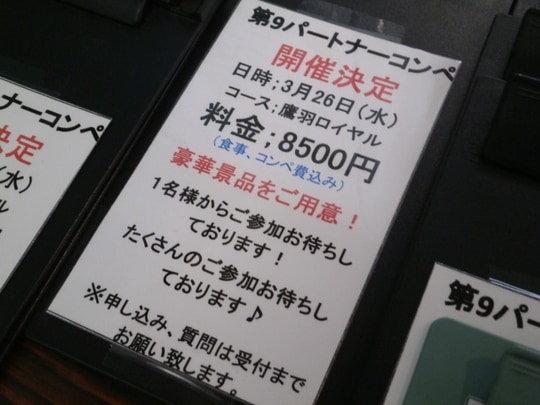 第9パートナーコンペ
開催決定
日時;3月26日(水)
コース;鷹羽ロイヤル
料金;8500円
(食事、コンペ費込み)
豪華景品をご用意!
1名様からご参加お待ちし
ております!
たくさんのご参加お待ちし
ております♪
※申し込み、質問は受付まで
お願い致します。
ナーコンペ
定
(水)
ル
第9パート